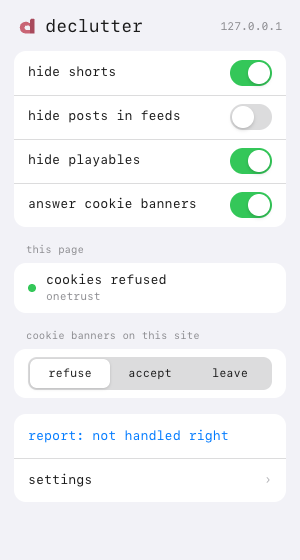 declutter
127.0.0.1
hide shorts
hide posts in feeds
hide playables
answer cookie banners
this page
cookies refused
onetrust
cookie banners on this site
refuse accept leave
report: not handled right
settings